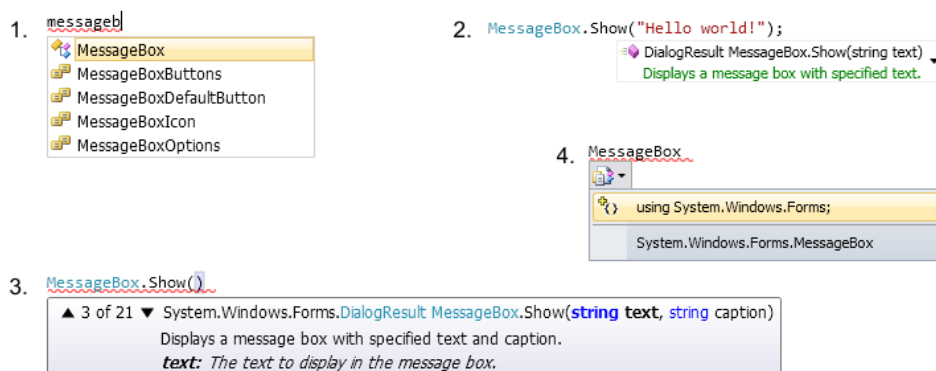 1. messageb
MessageBox
MessageBoxButtons
MessageBoxDefaultButton
MessageBoxIcon
MessageBoxOptions
2. MessageBox.Show("Hello world!");
DialogResult MessageBox.Show(string text)
Displays a message box with specified text.
4. MessageBox
{} using System.Windows.Forms;
System.Windows.Forms.MessageBox
3. MessageBox.Show()
▲ 3 of 21 ▼ System.Windows.Forms.DialogResult MessageBox.Show(string text, string caption)
Displays a message box with specified text and caption.
text: The text to display in the message box.